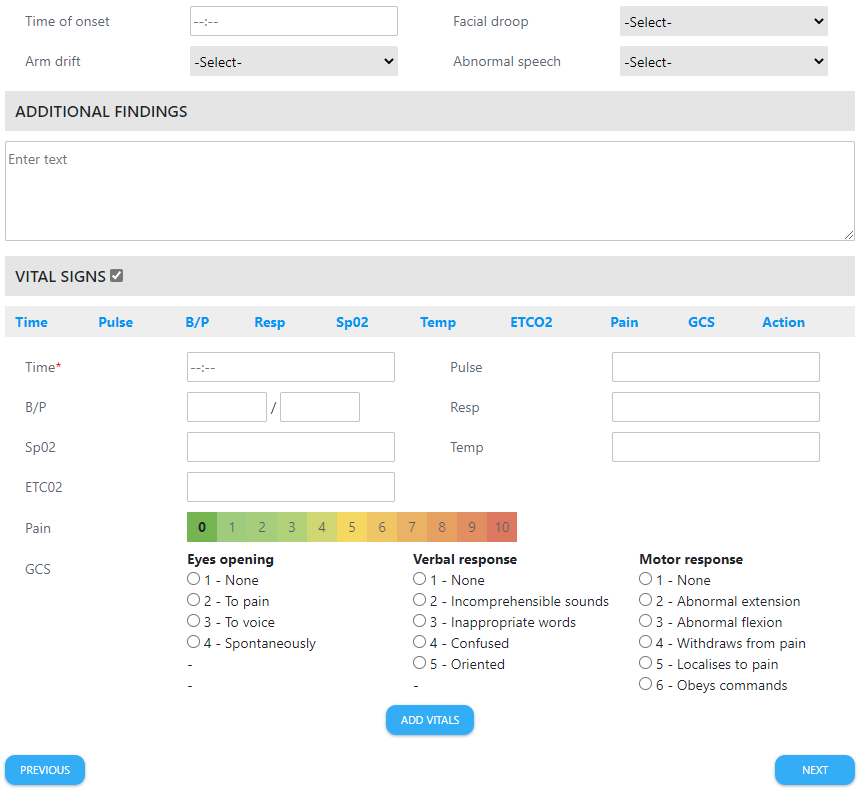 Time of onset --:-- Facial droop -Select-
Arm drift -Select- Abnormal speech -Select-
ADDITIONAL FINDINGS
Enter text
VITAL SIGNS
Time Pulse B/P Resp Sp02 Temp ETCO2 Pain GCS Action
Time* --:-- Pulse
B/P / Resp
Sp02 Temp
ETC02
Pain 0 1 2 3 4 5 6 7 8 9 10
GCS Eyes opening Verbal response Motor response
1 - None 1 - None 1 - None
2 - To pain 2 - Incomprehensible sounds 2 - Abnormal extension
3 - To voice 3 - Inappropriate words 3 - Abnormal flexion
4 - Spontaneously 4 - Confused 4 - Withdraws from pain
- 5 - Oriented 5 - Localises to pain
- - 6 - Obeys commands
ADD VITALS
PREVIOUS NEXT